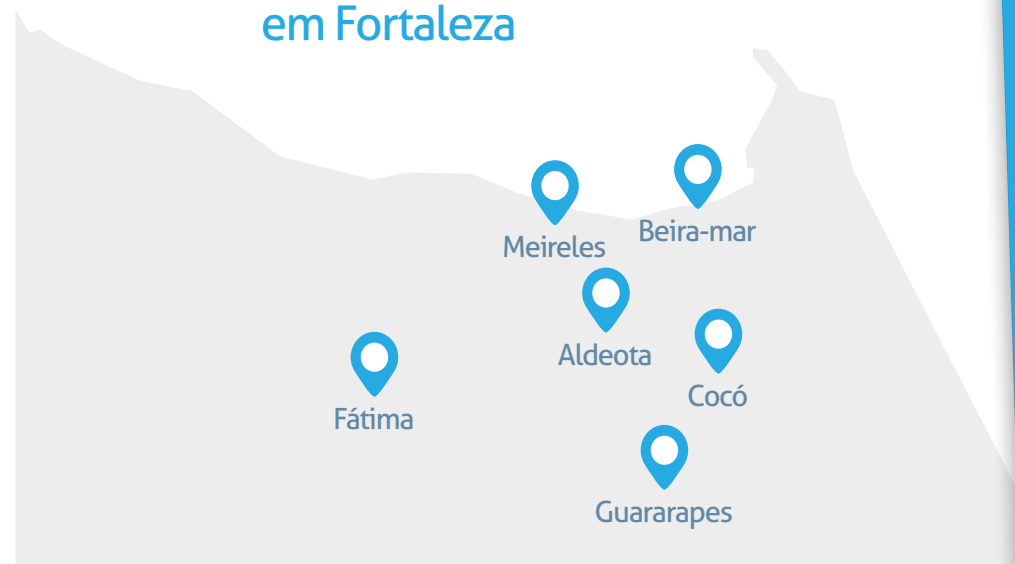 em Fortaleza
Beira-mar
Meireles
Aldeota
Cocó
Fátima
Guararapes